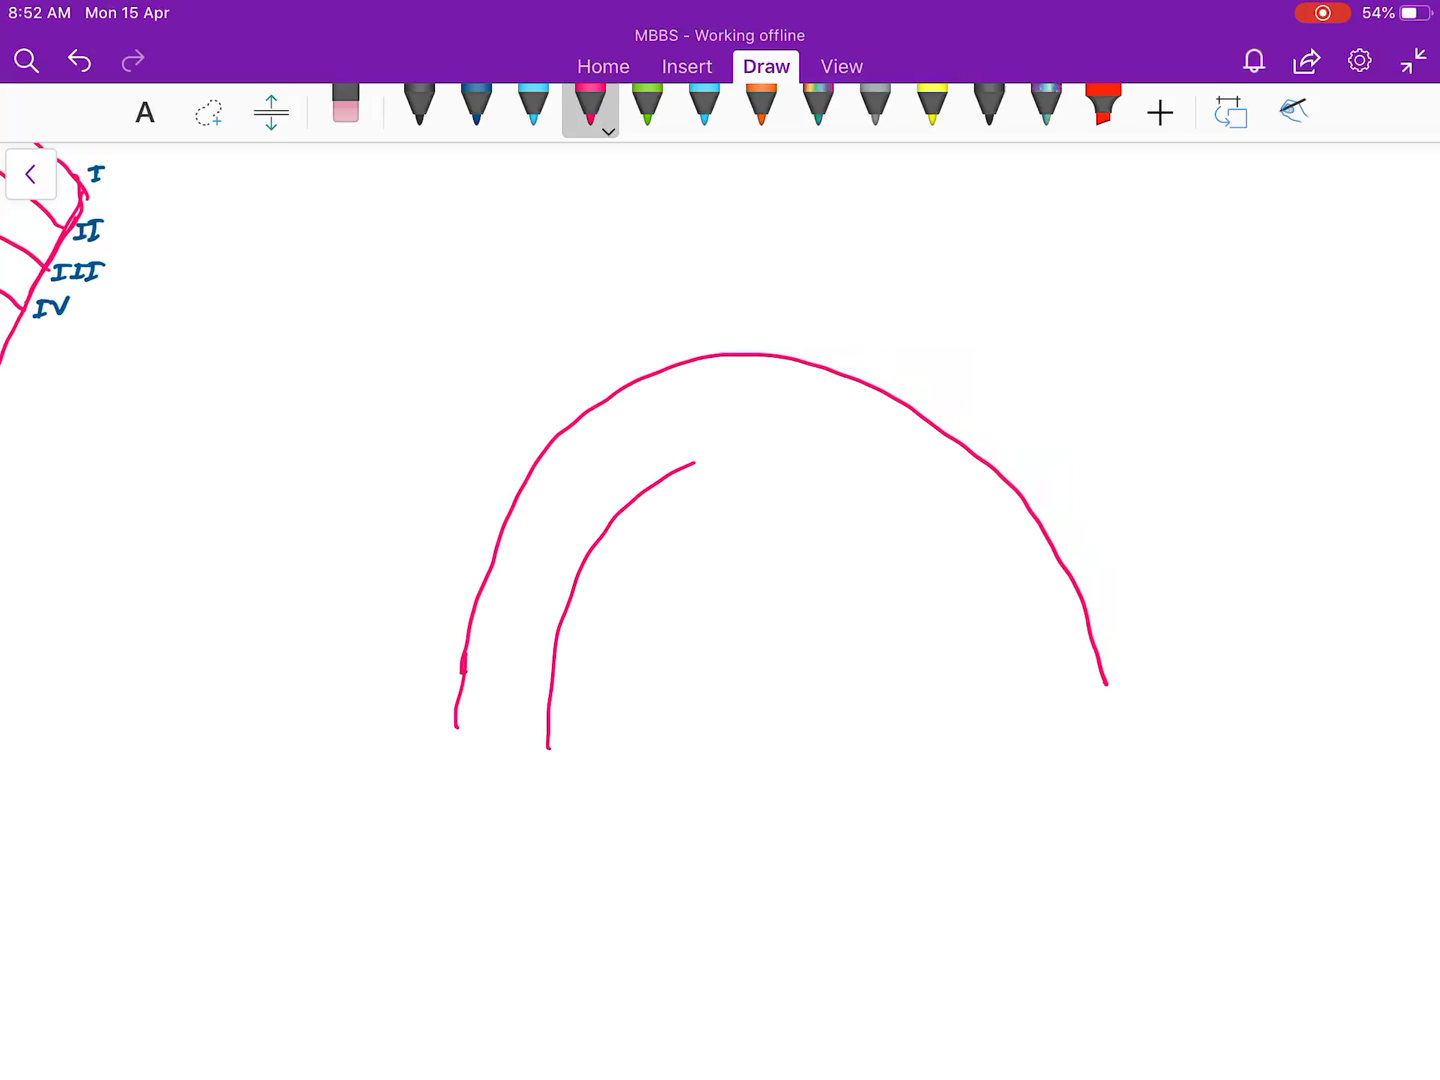 8:52 AM Mon 15 Apr 54%
MBBS - Working offline
Home Insert Draw View
A
I
II
III
IV